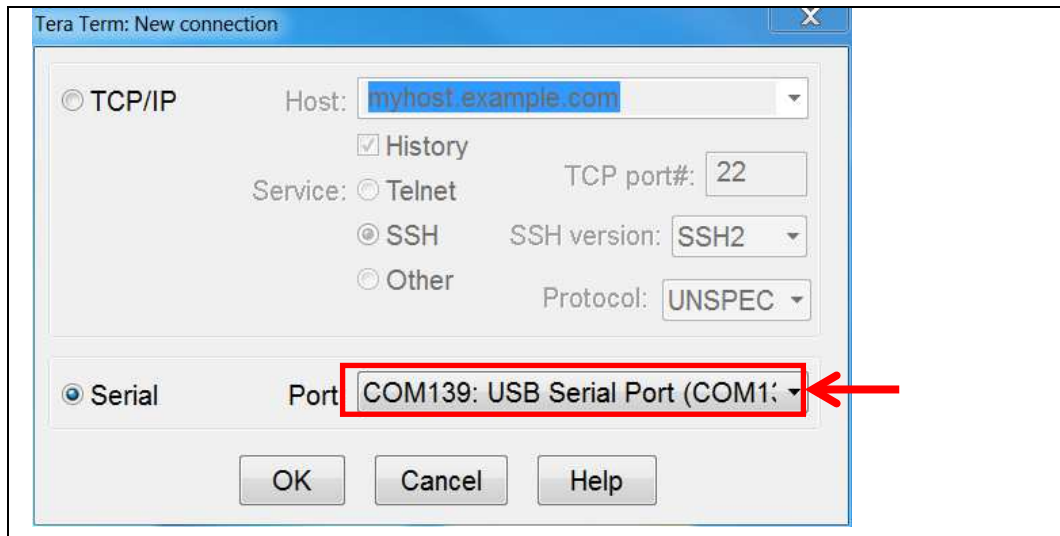 Tera Term: New connection
TCP/IP Host: myhost.example.com
History
Service: Telnet TCP port#: 22
SSH SSH version: SSH2
Other Protocol: UNSPEC
Serial Port COM139: USB Serial Port (COM13
OK Cancel Help